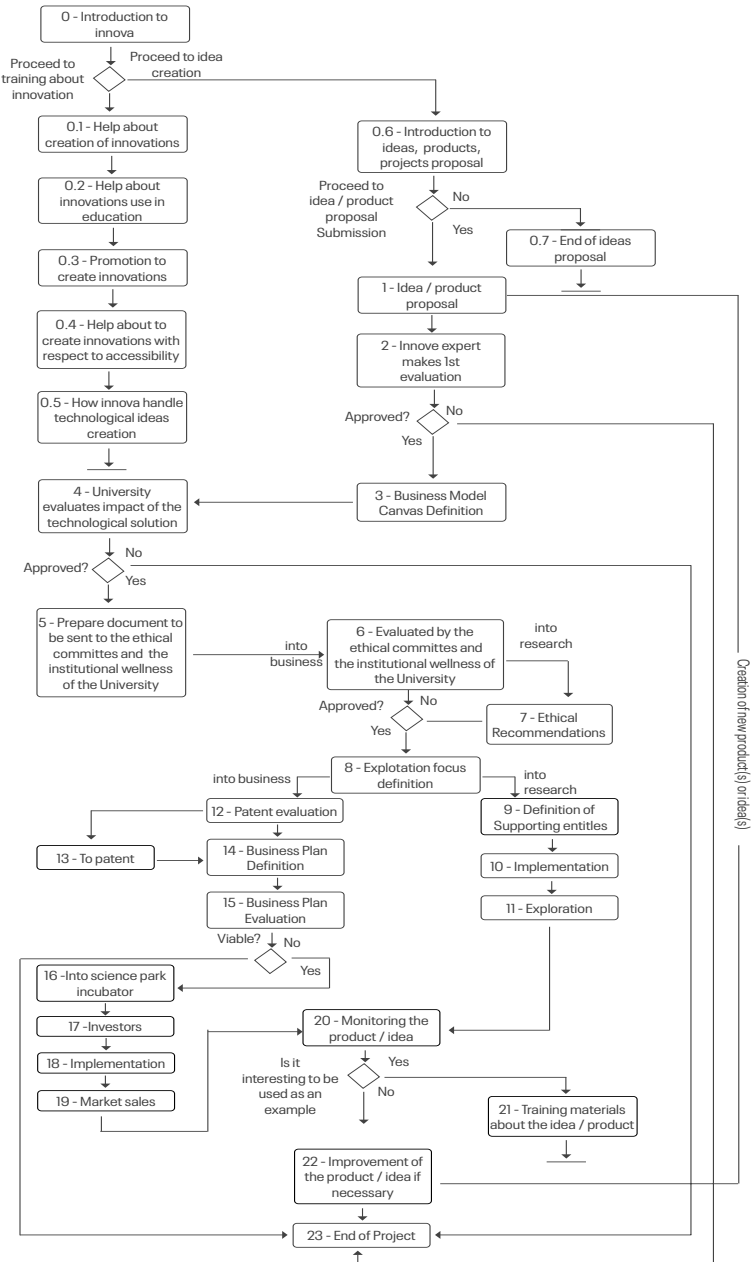 0 - Introduction to
innova
Proceed to
training about
innovation
Proceed to idea
creation
0.1 - Help about
creation of innovations
0.2 - Help about
innovations use in
education
0.3 - Promotion to
create innovations
0.4 - Help about to
create innovations with
respect to accessibility
0.5 - How innova handle
technological ideas
creation
0.6 - Introduction to
ideas, products,
projects proposal
Proceed to
idea / product
proposal
Submission
No
Yes
0.7 - End of ideas
proposal
1 - Idea / product
proposal
2 - Innove expert
makes 1st
evaluation
Approved?
No
Yes
3 - Business Model
Canvas Definition
4 - University
evaluates impact of the
technological solution
Approved?
No
Yes
5 - Prepare document to
be sent to the ethical
committes and the
institutional wellness
of the University
into
business
6 - Evaluated by the
ethical committes and
the institutional wellness of
the University
into
research
Approved?
No
Yes
7 - Ethical
Recommendations
8 - Explotation focus
definition
into business
into
research
12 - Patent evaluation
9 - Definition of
Supporting entitles
13 - To patent
14 - Business Plan
Definition
10 - Implementation
15 - Business Plan
Evaluation
11 - Exploration
Viable?
No
Yes
16 -Into science park
incubator
17 -Investors
18 - Implementation
19 - Market sales
20 - Monitoring the
product / idea
Is it
interesting to be
used as an
example
Yes
No
21 - Training materials
about the idea / product
22 - Improvement of
the product / idea if
necessary
23 - End of Project
Creation of new product(s) or idea(s)